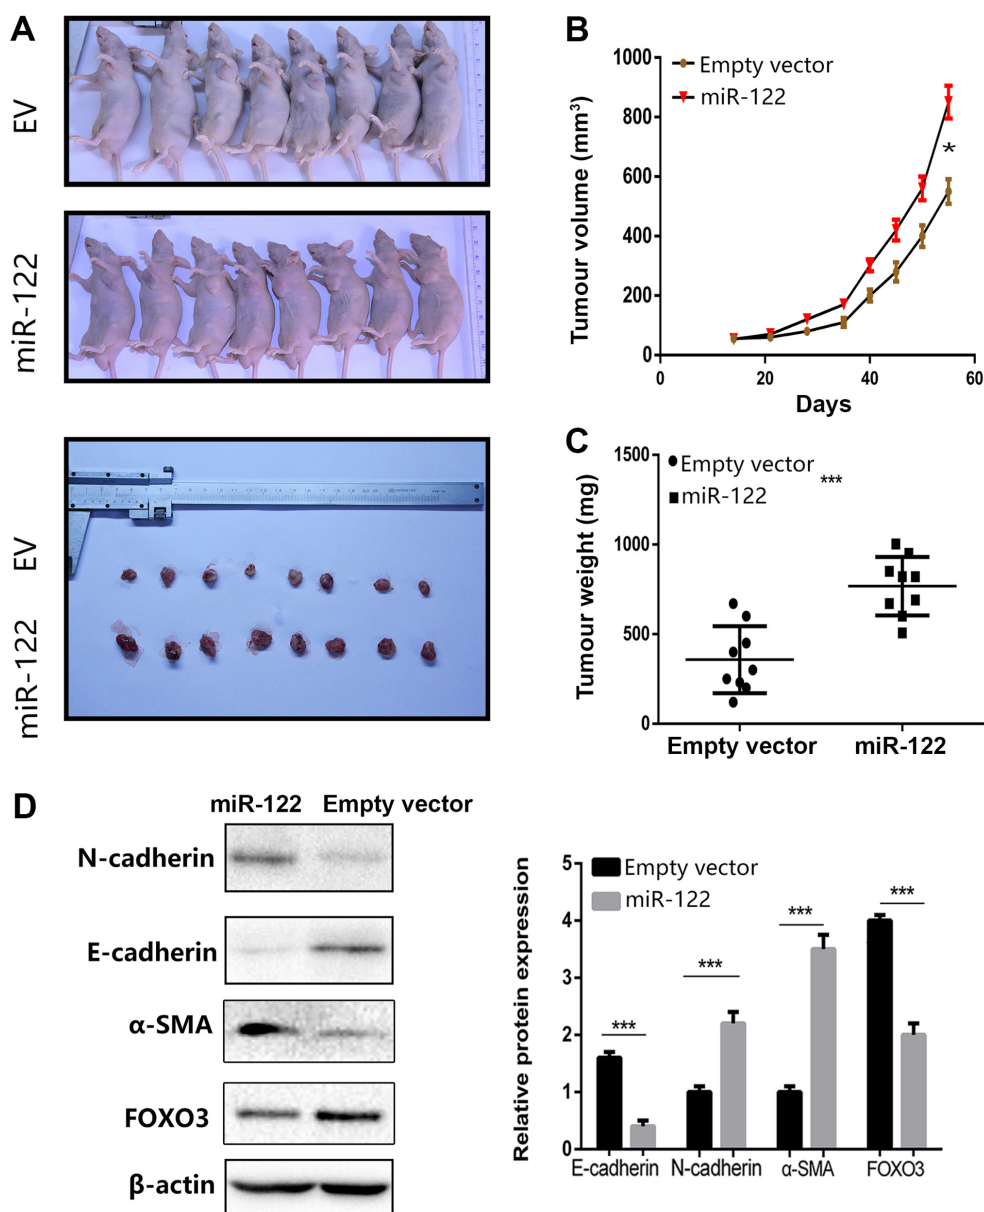 A
EV
miR-122
EV
miR-122
B
Tumour volume (mm³)
1000
800
600
400
200
0
0 20 40 60
Days
Empty vector
miR-122
*
C
Tumour weight (mg)
1500
1000
500
0
Empty vector
miR-122
***
Empty vector miR-122
D
miR-122 Empty vector
N-cadherin
E-cadherin
α-SMA
FOXO3
β-actin
Relative protein expression
5
4
3
2
1
0
Empty vector
miR-122
***
***
***
***
E-cadherin N-cadherin α-SMA FOXO3